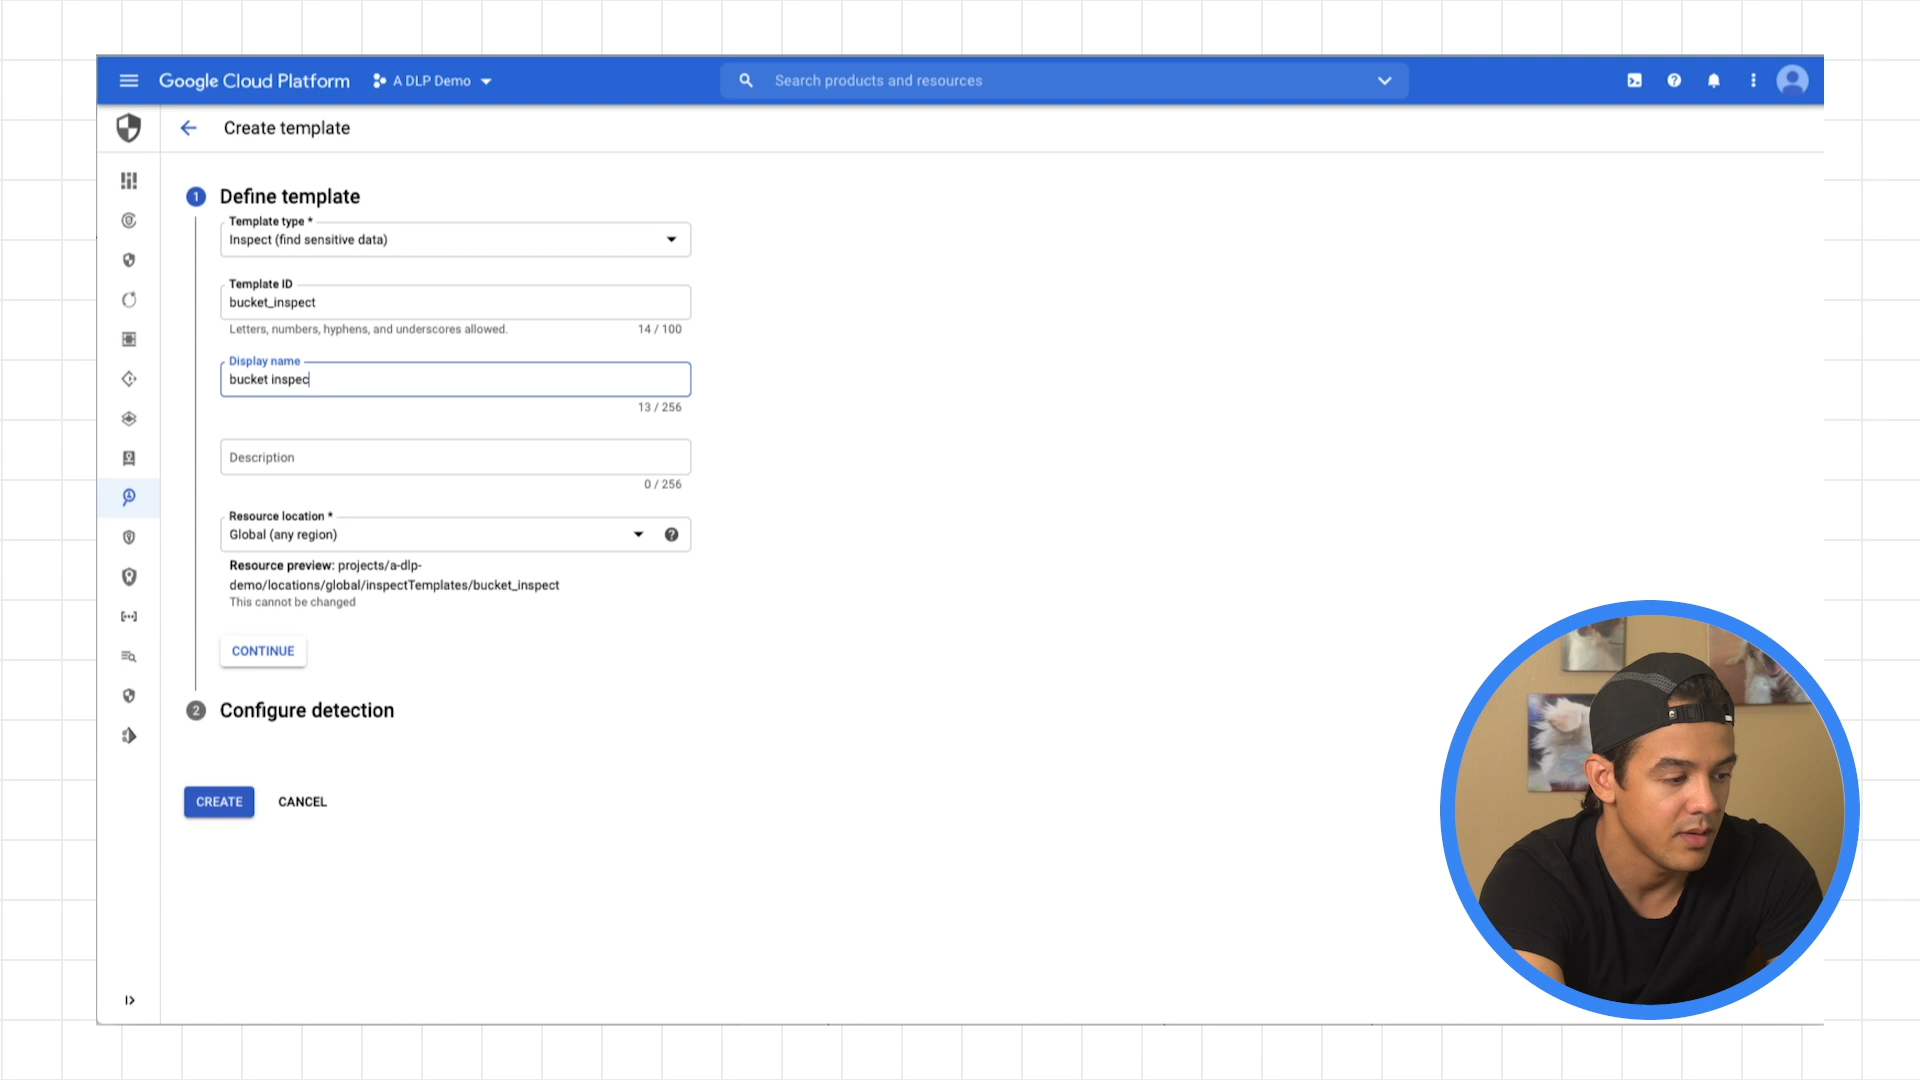 Google Cloud Platform
A DLP Demo
Search products and resources
Create template
1
Define template
Template type *
Inspect (find sensitive data)
Template ID
bucket_inspect
Letters, numbers, hyphens, and underscores allowed.
14 / 100
Display name
bucket inspec
13 / 256
Description
0 / 256
Resource location *
Global (any region)
Resource preview: projects/a-dlp-
demo/locations/global/inspectTemplates/bucket_inspect
This cannot be changed
CONTINUE
2
Configure detection
CREATE
CANCEL